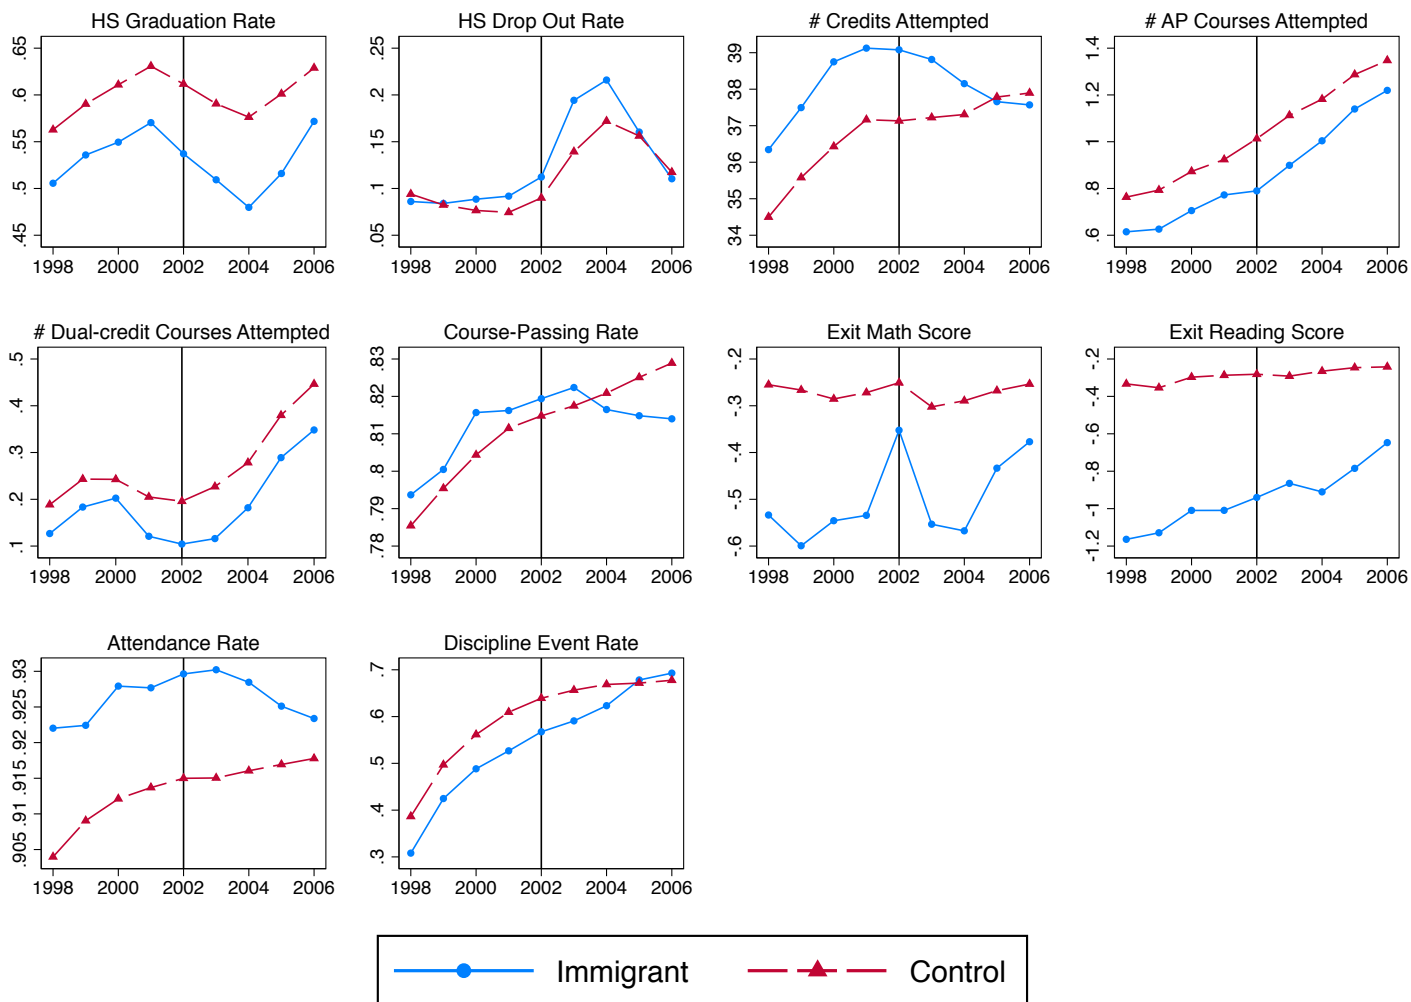 HS Graduation Rate
.65
.6
.55
.5
.45
1998 2000 2002 2004 2006
HS Drop Out Rate
.25
.2
.15
.1
.05
1998 2000 2002 2004 2006
# Credits Attempted
39
38
37
36
35
34
1998 2000 2002 2004 2006
# AP Courses Attempted
1.4
1.2
1
.8
.6
1998 2000 2002 2004 2006
# Dual-credit Courses Attempted
.5
.4
.3
.2
.1
1998 2000 2002 2004 2006
Course-Passing Rate
.83
.82
.81
.8
.79
.78
1998 2000 2002 2004 2006
Exit Math Score
-.2
-.3
-.4
-.5
-.6
1998 2000 2002 2004 2006
Exit Reading Score
-.2
-.4
-.6
-.8
-1
-1.2
1998 2000 2002 2004 2006
Attendance Rate
.93
.925
.92
.915
.91
.905
1998 2000 2002 2004 2006
Discipline Event Rate
.7
.6
.5
.4
.3
1998 2000 2002 2004 2006
Immigrant Control